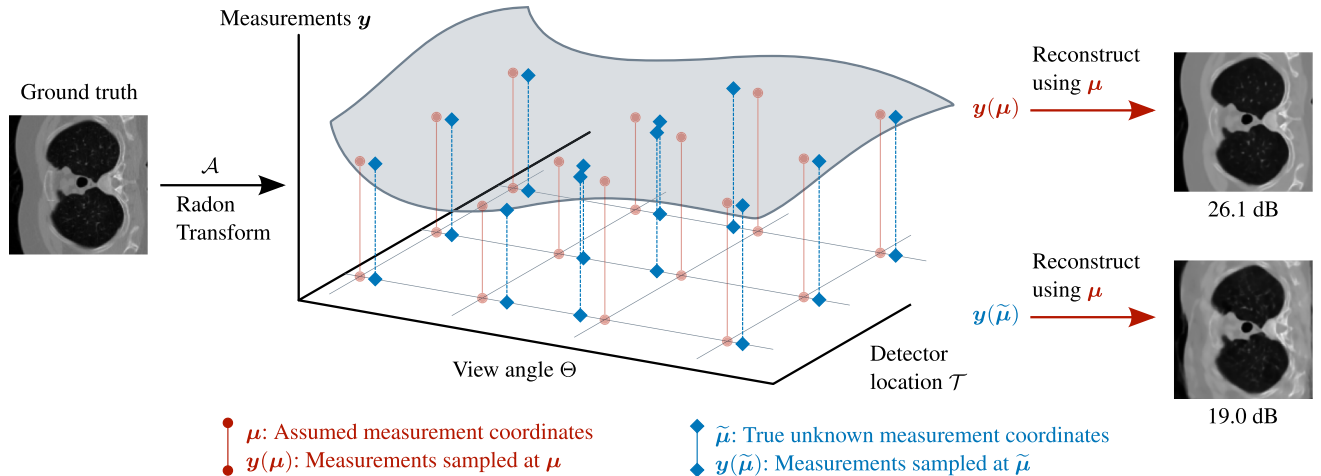 Measurements y
Ground truth
𝒜
Radon
Transform
View angle Θ
Detector
location 𝒯
y(μ)
Reconstruct
using μ
26.1 dB
y(μ̃)
Reconstruct
using μ
19.0 dB
μ: Assumed measurement coordinates
y(μ): Measurements sampled at μ
μ̃: True unknown measurement coordinates
y(μ̃): Measurements sampled at μ̃